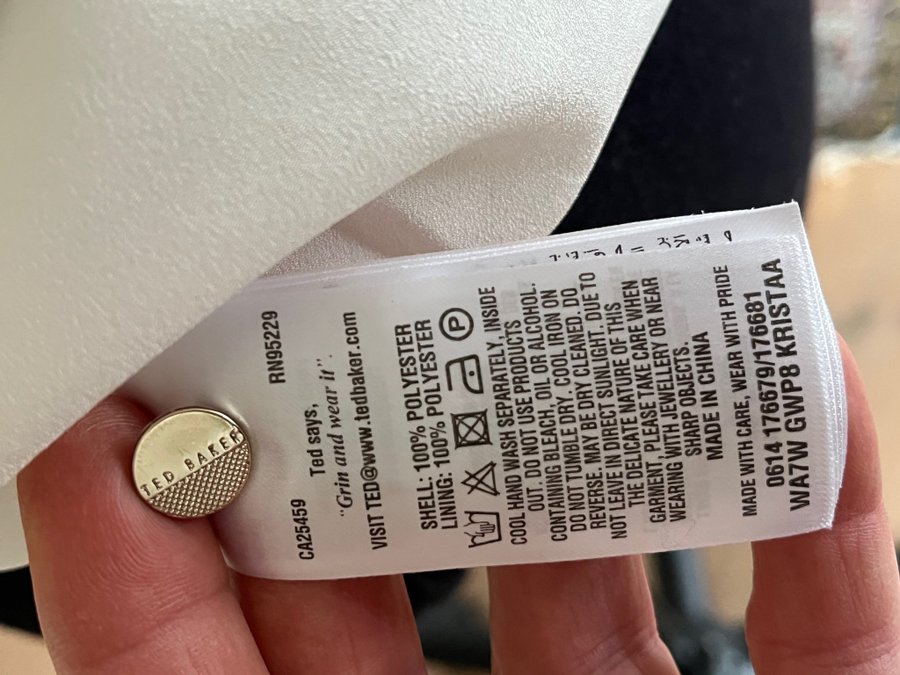 TED BAKER
CA25459 RN95229
Ted says,
"Grin and wear it".
VISIT TED@www.tedbaker.com
SHELL: 100% POLYESTER
LINING: 100% POLYESTER
P
COOL HAND WASH SEPARATELY, INSIDE
OUT. DO NOT USE PRODUCTS
CONTAINING BLEACH, OIL OR ALCOHOL.
DO NOT TUMBLE DRY. COOL IRON ON
REVERSE. MAY BE DRY CLEANED. DO
NOT LEAVE IN DIRECT SUNLIGHT. DUE TO
THE DELICATE NATURE OF THIS
GARMENT, PLEASE TAKE CARE WHEN
WEARING WITH JEWELLERY OR NEAR
SHARP OBJECTS.
MADE IN CHINA
MADE WITH CARE, WEAR WITH PRIDE
0614 176679/176681
WA7W GWP8 KRISTAA